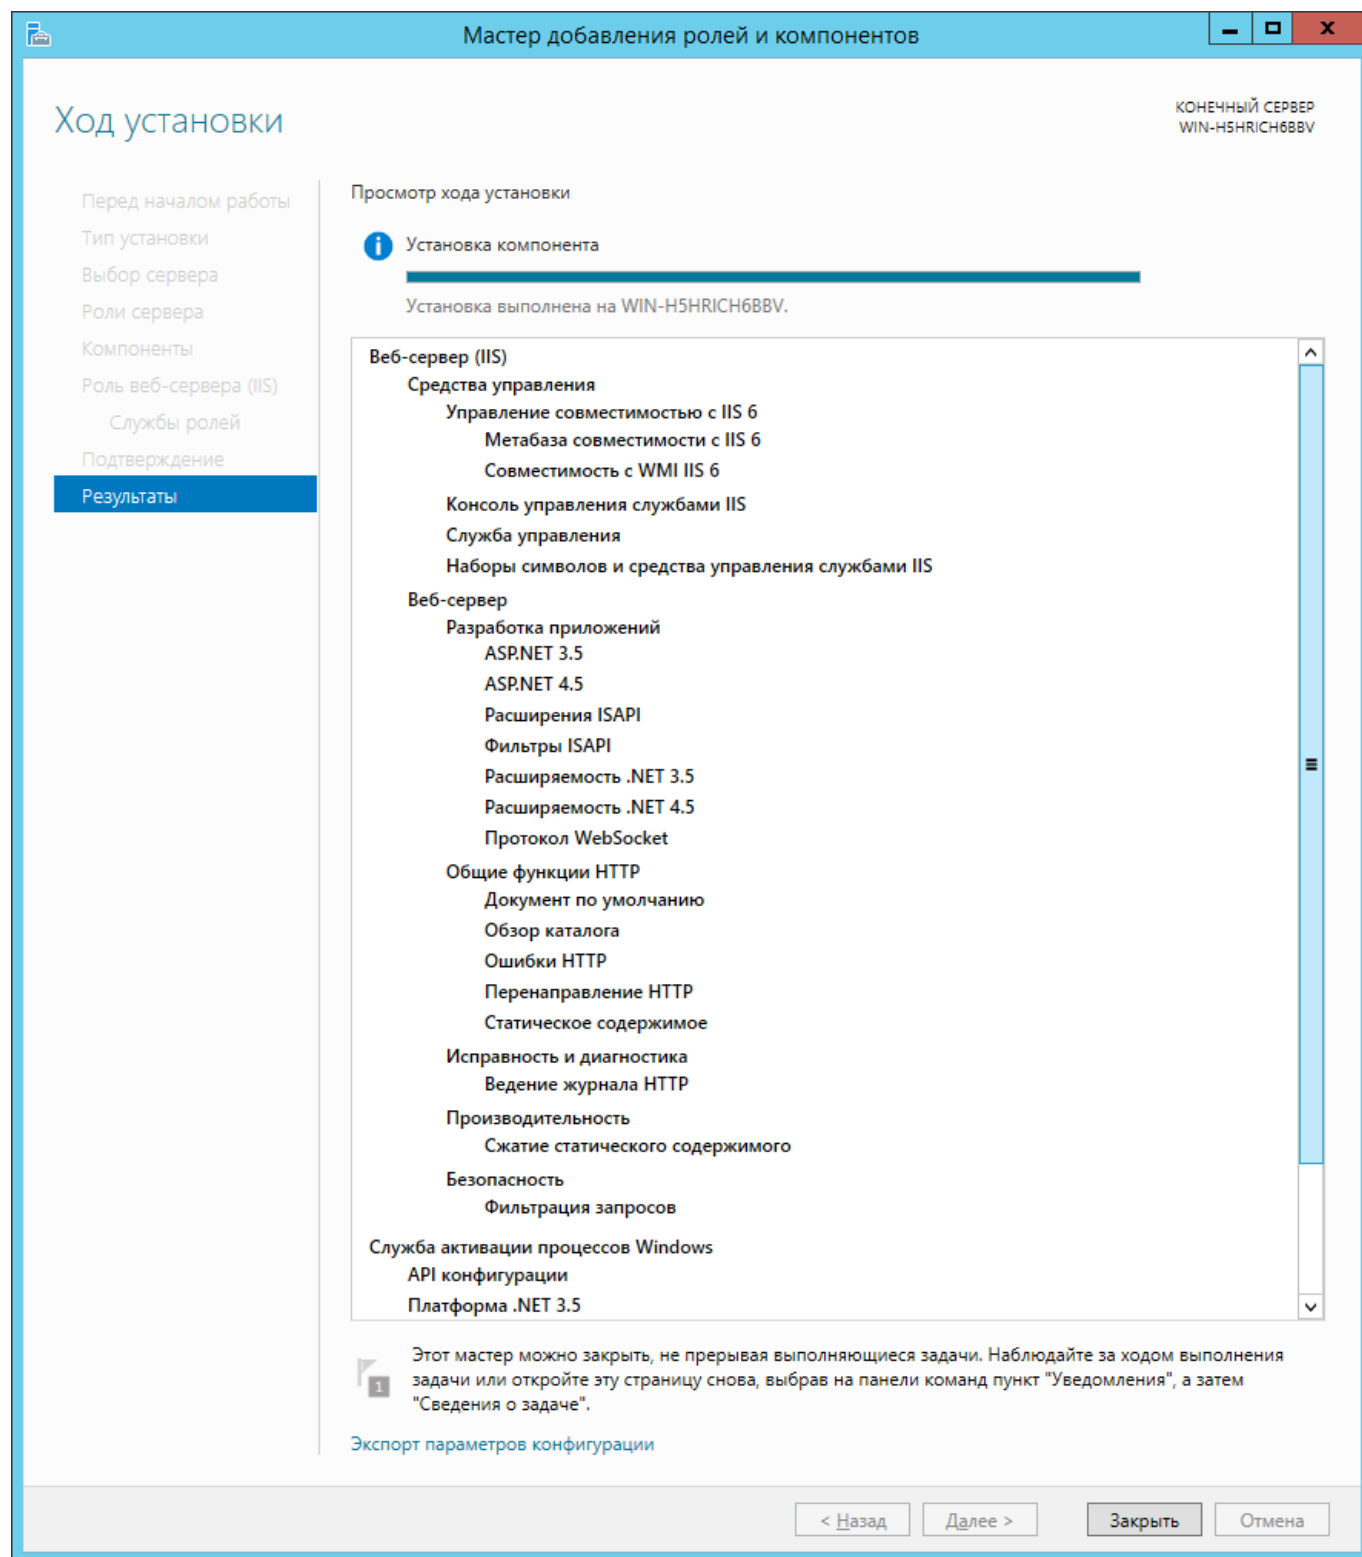 Мастер добавления ролей и компонентов
Ход установки
КОНЕЧНЫЙ СЕРВЕР
WIN-H5HRICH6BBV
Перед началом работы
Тип установки
Выбор сервера
Роли сервера
Компоненты
Роль веб-сервера (IIS)
Службы ролей
Подтверждение
Результаты
Просмотр хода установки
Установка компонента
Установка выполнена на WIN-H5HRICH6BBV.
Веб-сервер (IIS)
Средства управления
Управление совместимостью с IIS 6
Метабаза совместимости с IIS 6
Совместимость с WMI IIS 6
Консоль управления службами IIS
Служба управления
Наборы символов и средства управления службами IIS
Веб-сервер
Разработка приложений
ASP.NET 3.5
ASP.NET 4.5
Расширения ISAPI
Фильтры ISAPI
Расширяемость .NET 3.5
Расширяемость .NET 4.5
Протокол WebSocket
Общие функции HTTP
Документ по умолчанию
Обзор каталога
Ошибки HTTP
Перенаправление HTTP
Статическое содержимое
Исправность и диагностика
Ведение журнала HTTP
Производительность
Сжатие статического содержимого
Безопасность
Фильтрация запросов
Служба активации процессов Windows
API конфигурации
Платформа .NET 3.5
1
Этот мастер можно закрыть, не прерывая выполняющиеся задачи. Наблюдайте за ходом выполнения
задачи или откройте эту страницу снова, выбрав на панели команд пункт "Уведомления", а затем
"Сведения о задаче".
Экспорт параметров конфигурации
< Назад
Далее >
Закрыть
Отмена